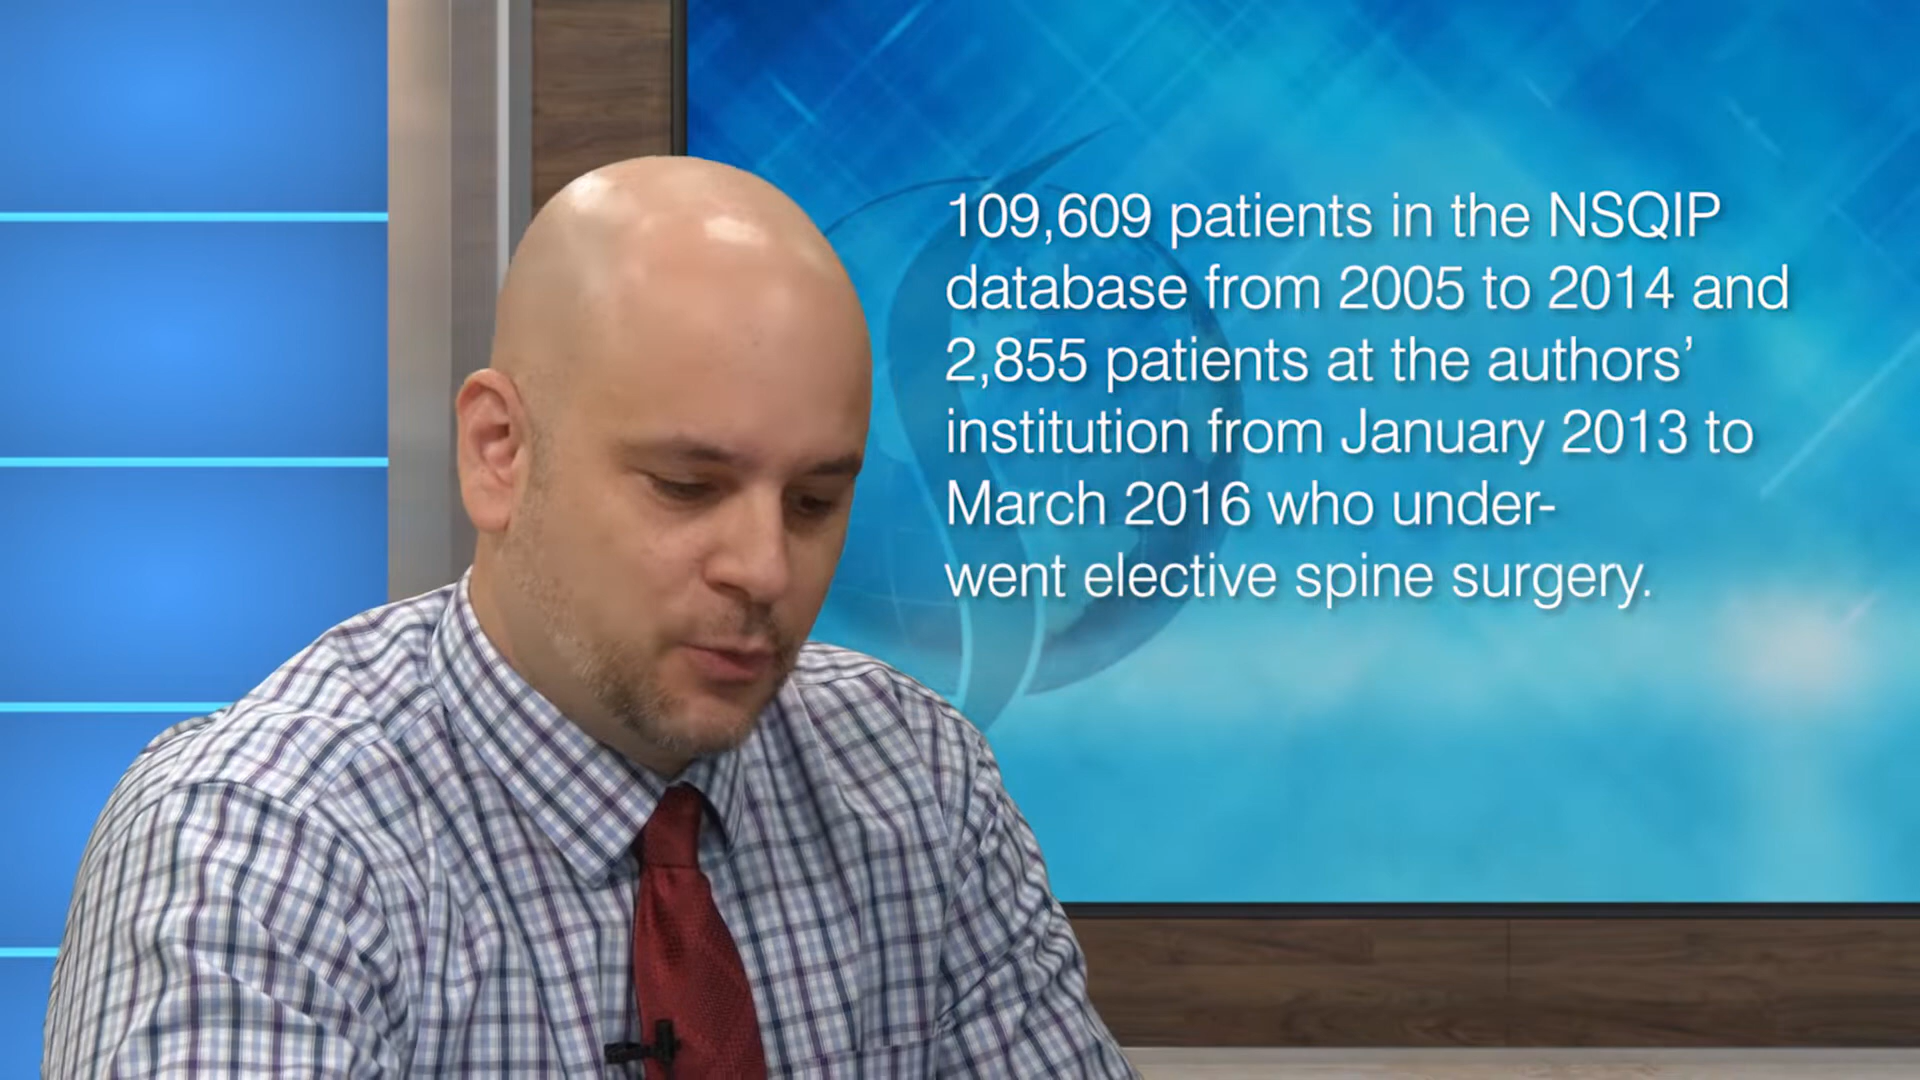 109,609 patients in the NSQIP
database from 2005 to 2014 and
2,855 patients at the authors’
institution from January 2013 to
March 2016 who under-
went elective spine surgery.